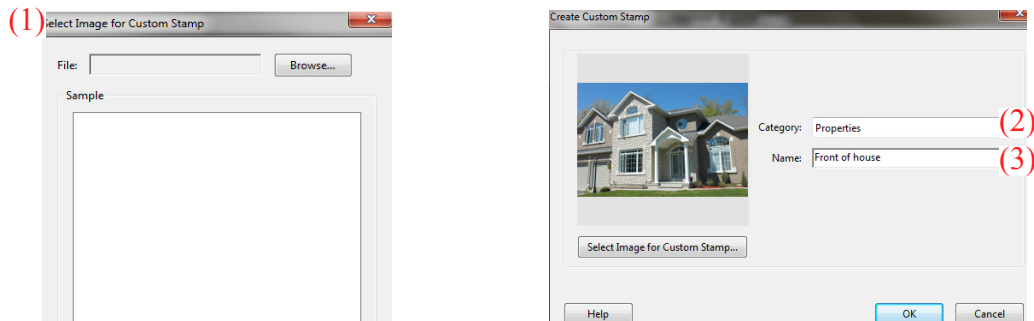 (1)
Select Image for Custom Stamp
File:
Browse...
Sample
Create Custom Stamp
Category: Properties (2)
Name: Front of house (3)
Select Image for Custom Stamp...
Help
OK
Cancel